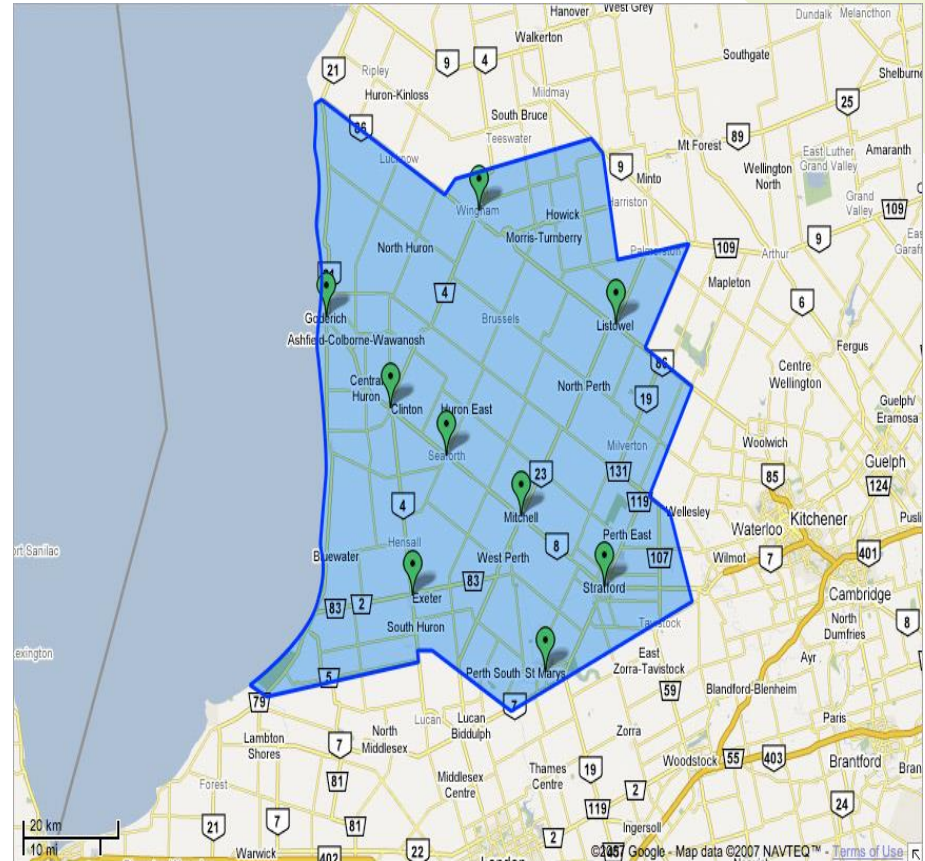 Hanover
West Grey
Dundalk
Melancthon
Walkerton
21
Ripley
9
4
Southgate
Huron-Kinloss
Mildmay
Shelburne
South Bruce
25
86
Teeswater
89
Mt Forest
East Luther
Grand Valley
Amaranth
Lucknow
9
Minto
Wellington
North
Wingham
Harriston
Grand
Valley
109
Howick
Morris-Turnberry
North Huron
Palmerston
109
9
Arthur
21
Mapleton
4
6
Goderich
Brussels
Listowel
Ashfield-Colborne-Wawanosh
Fergus
86
Centre
Wellington
Central
Huron
North Perth
19
Clinton
Huron East
Guelph/
Eramosa
Seaforth
Milverton
Woolwich
Guelph
23
131
85
124
4
119
Mitchell
Wellesley
Kitchener
Waterloo
Hensall
Perth East
8
Bluewater
West Perth
107
Wilmot
7
401
83
Stratford
Exeter
Cambridge
83
2
South Huron
Tavistock
North
Dumfries
8
East
Zorra-Tavistock
Ayr
5
Perth South
St Marys
59
Blandford-Blenheim
79
7
Lucan
Lucan
Biddulph
Paris
Lambton
Shores
7
North
Middlesex
Zorra
Woodstock
55
403
Brantford
Forest
81
Middlesex
Centre
Thames
Centre
19
2
119
24
20 km
21
7
81
2
Ingersoll
10 mi
Warwick
402
22
London
Google - Map data ©2007 NAVTEQ™ - Terms of Use